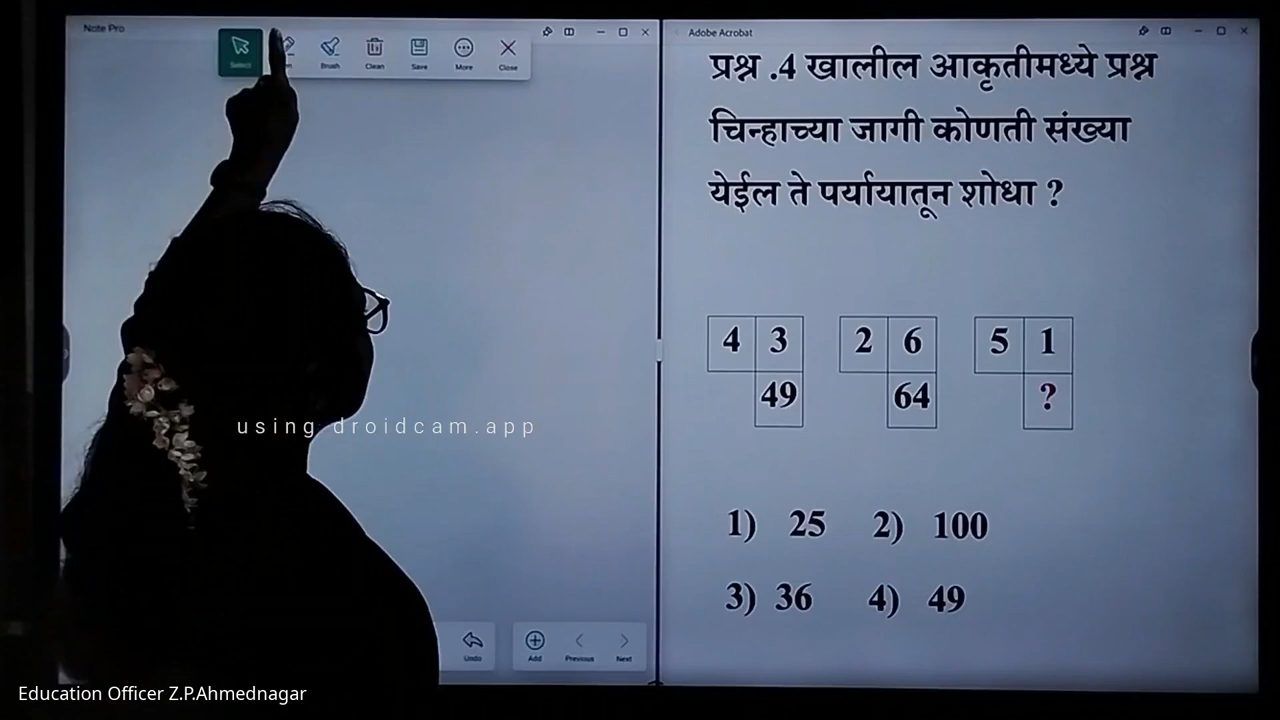 Note Pro
Select
Brush
Clean
Save
More
Close
Adobe Acrobat
प्रश्न .4 खालील आकृतीमध्ये प्रश्न
चिन्हाच्या जागी कोणती संख्या
येईल ते पर्यायातून शोधा ?
4 3 2 6 5 1
49 64 ?
1) 25 2) 100
3) 36 4) 49
using droidcam.app
Undo
Add
Previous
Next
Education Officer Z.P.Ahmednagar